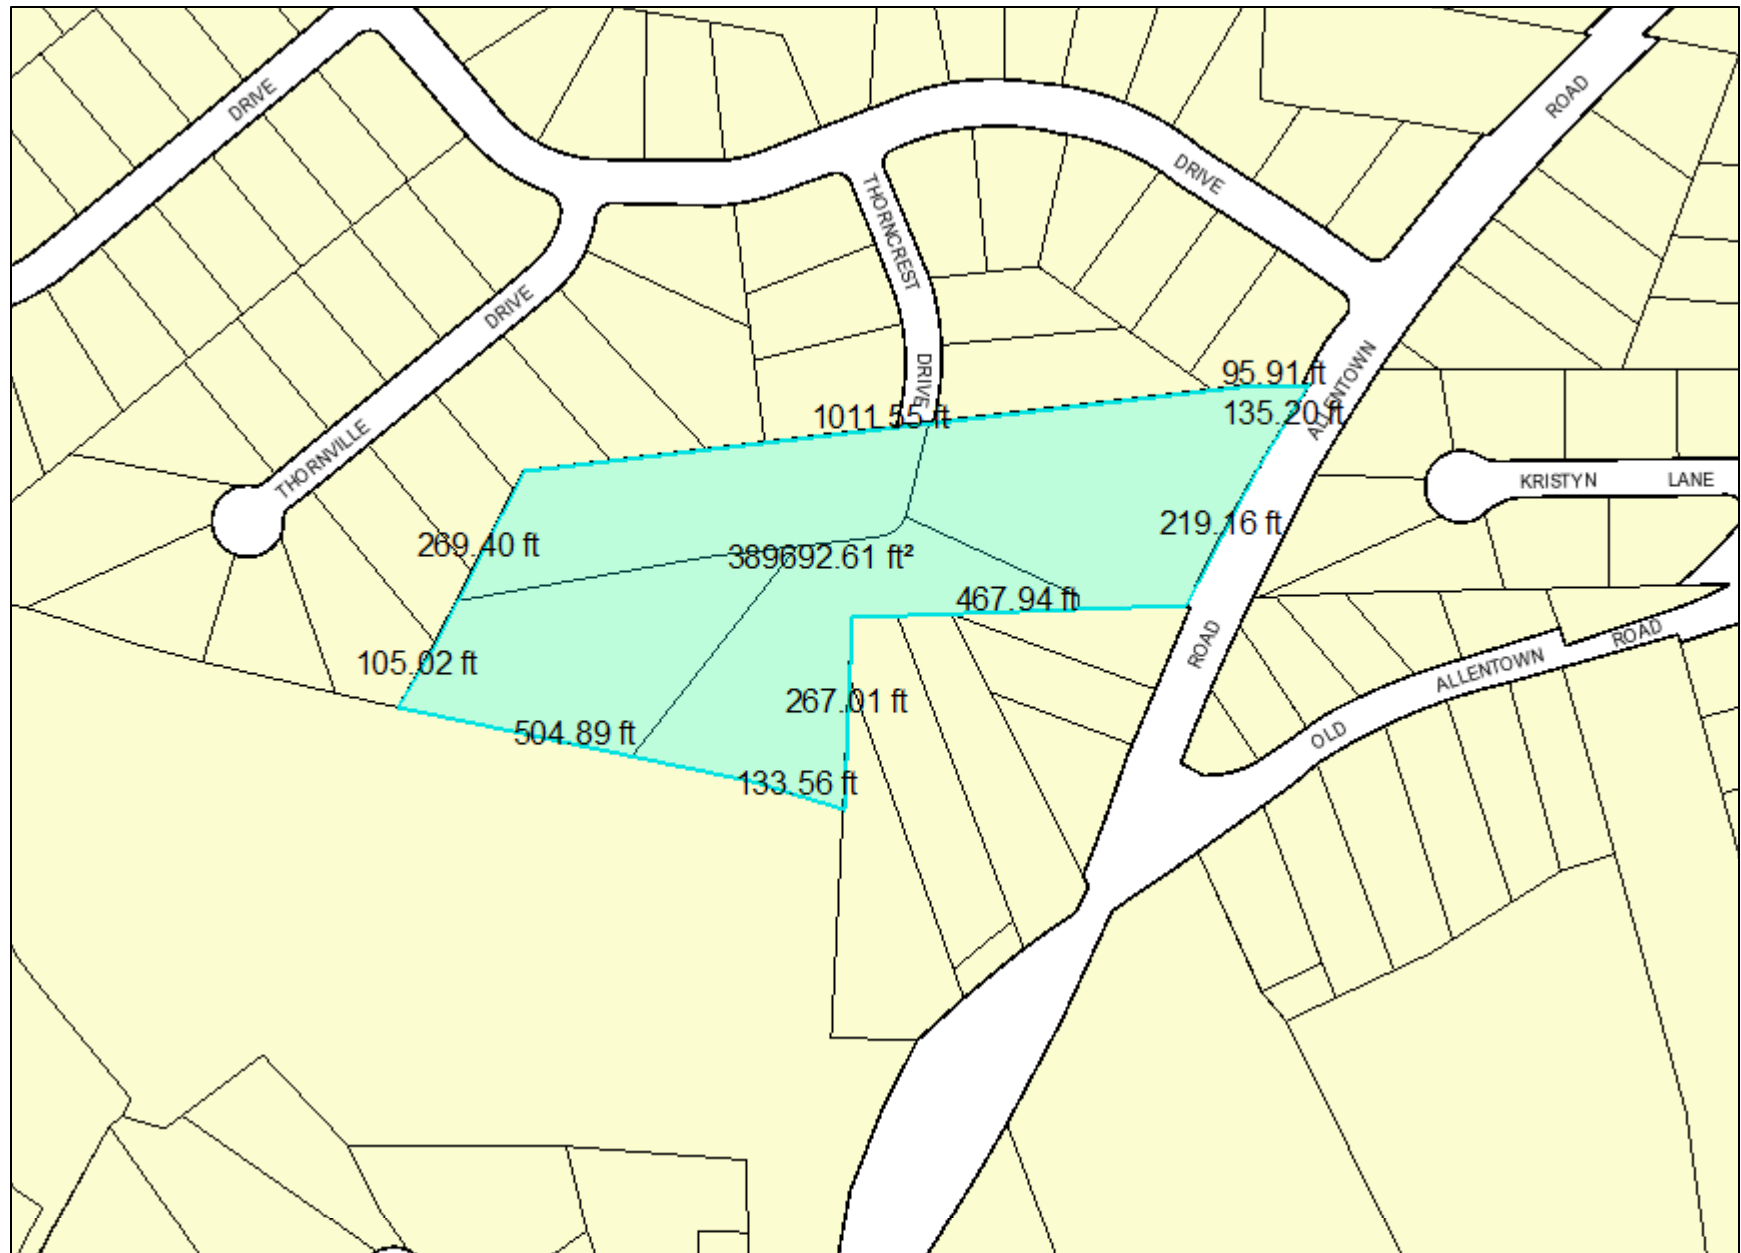 DRIVE
ROAD
DRIVE
THORNCREST
DRIVE
DRIVE
95.91 ft
ALLENTOWN
135.20 ft
1011.55 ft
DRIVE
THORNVILLE
KRISTYN LANE
269.40 ft
219.16 ft
389692.61 ft²
467.94 ft
ROAD
ROAD
ALLENTOWN
OLD
105.02 ft
267.01 ft
504.89 ft
133.56 ft